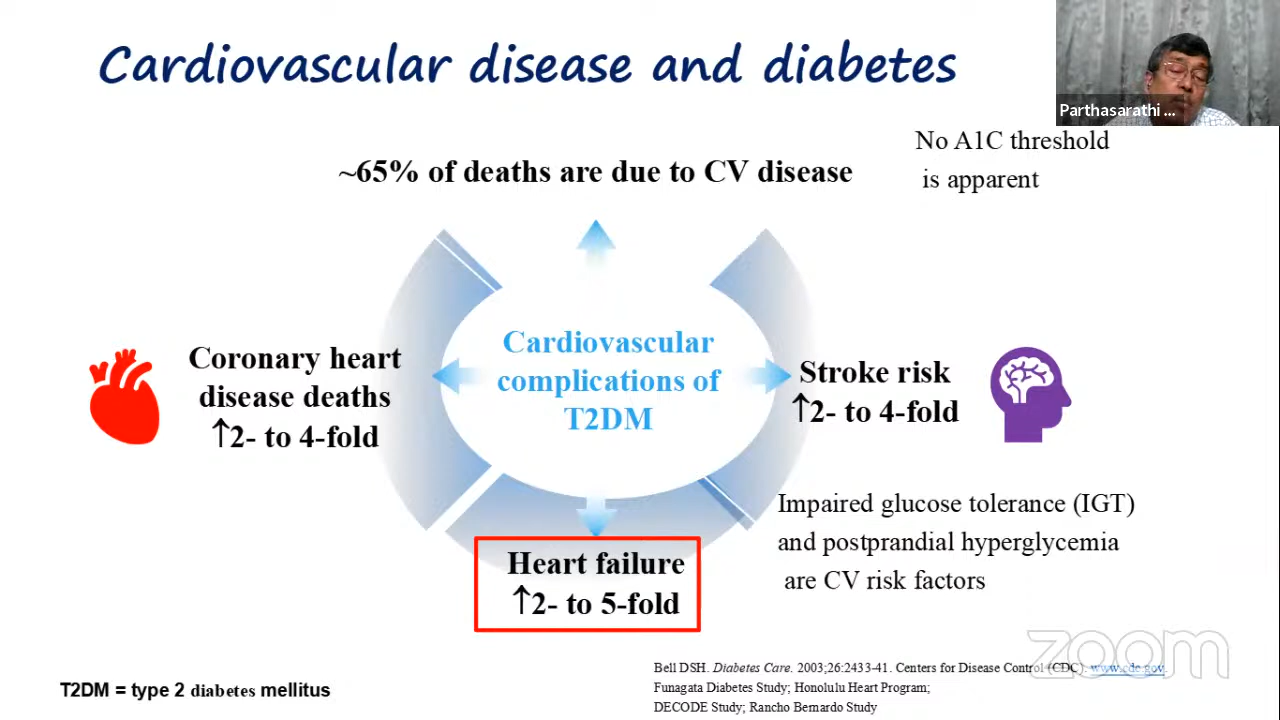 Cardiovascular disease and diabetes
Parthasarathi ...
No A1C threshold
is apparent
~65% of deaths are due to CV disease
Cardiovascular
complications of
T2DM
Coronary heart
disease deaths
↑2- to 4-fold
Stroke risk
↑2- to 4-fold
Impaired glucose tolerance (IGT)
and postprandial hyperglycemia
are CV risk factors
Heart failure
↑2- to 5-fold
T2DM = type 2 diabetes mellitus
Bell DSH. Diabetes Care. 2003;26:2433-41. Centers for Disease Control (CDC). www.cdc.gov.
Funagata Diabetes Study; Honolulu Heart Program;
DECODE Study; Rancho Bernardo Study
zoom